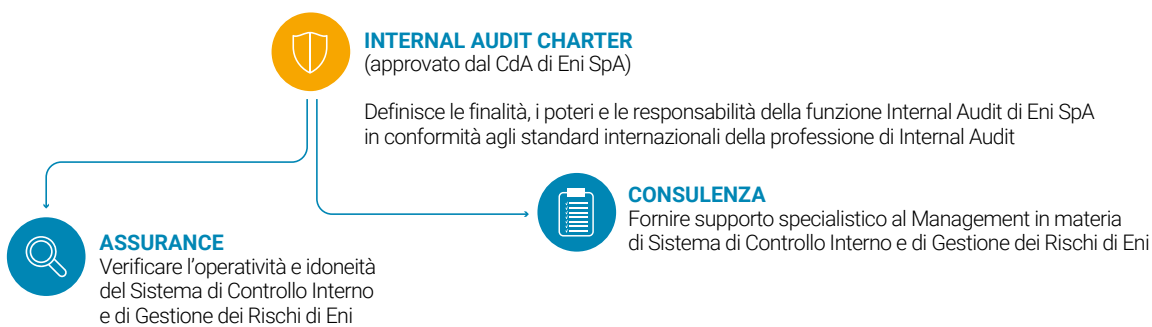 INTERNAL AUDIT CHARTER
(approvato dal CdA di Eni SpA)
Definisce le finalità, i poteri e le responsabilità della funzione Internal Audit di Eni SpA
in conformità agli standard internazionali della professione di Internal Audit
CONSULENZA
Fornire supporto specialistico al Management in materia
di Sistema di Controllo Interno e di Gestione dei Rischi di Eni
ASSURANCE
Verificare l'operatività e idoneità
del Sistema di Controllo Interno
e di Gestione dei Rischi di Eni